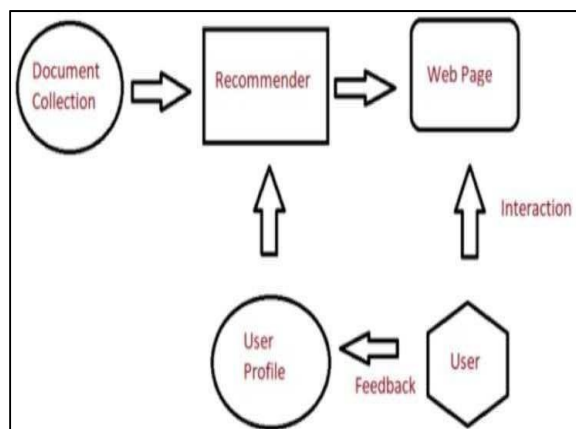 Document
Collection
Recommender
Web Page
Interaction
User
Profile
Feedback
User